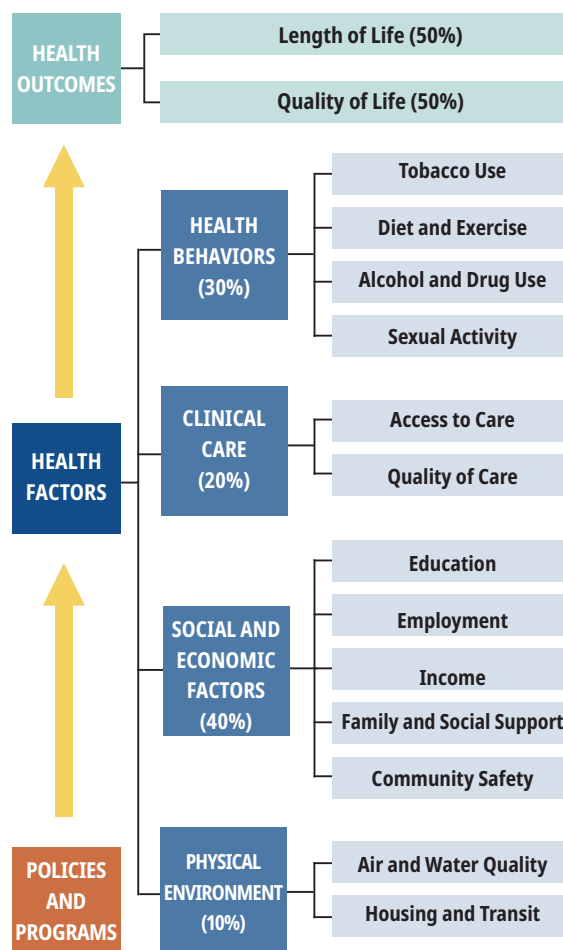 HEALTH
OUTCOMES
Length of Life (50%)
Quality of Life (50%)
HEALTH
BEHAVIORS
(30%)
Tobacco Use
Diet and Exercise
Alcohol and Drug Use
Sexual Activity
HEALTH
FACTORS
CLINICAL
CARE
(20%)
Access to Care
Quality of Care
SOCIAL AND
ECONOMIC
FACTORS
(40%)
Education
Employment
Income
Family and Social Support
Community Safety
POLICIES
AND
PROGRAMS
PHYSICAL
ENVIRONMENT
(10%)
Air and Water Quality
Housing and Transit